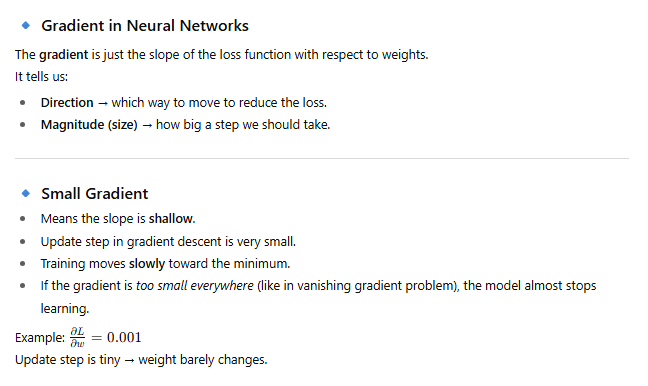 Gradient in Neural Networks
The gradient is just the slope of the loss function with respect to weights.
It tells us:
• Direction → which way to move to reduce the loss.
• Magnitude (size) → how big a step we should take.
Small Gradient
• Means the slope is shallow.
• Update step in gradient descent is very small.
• Training moves slowly toward the minimum.
• If the gradient is too small everywhere (like in vanishing gradient problem), the model almost stops
learning.
Example: ∂L/∂w = 0.001
Update step is tiny → weight barely changes.